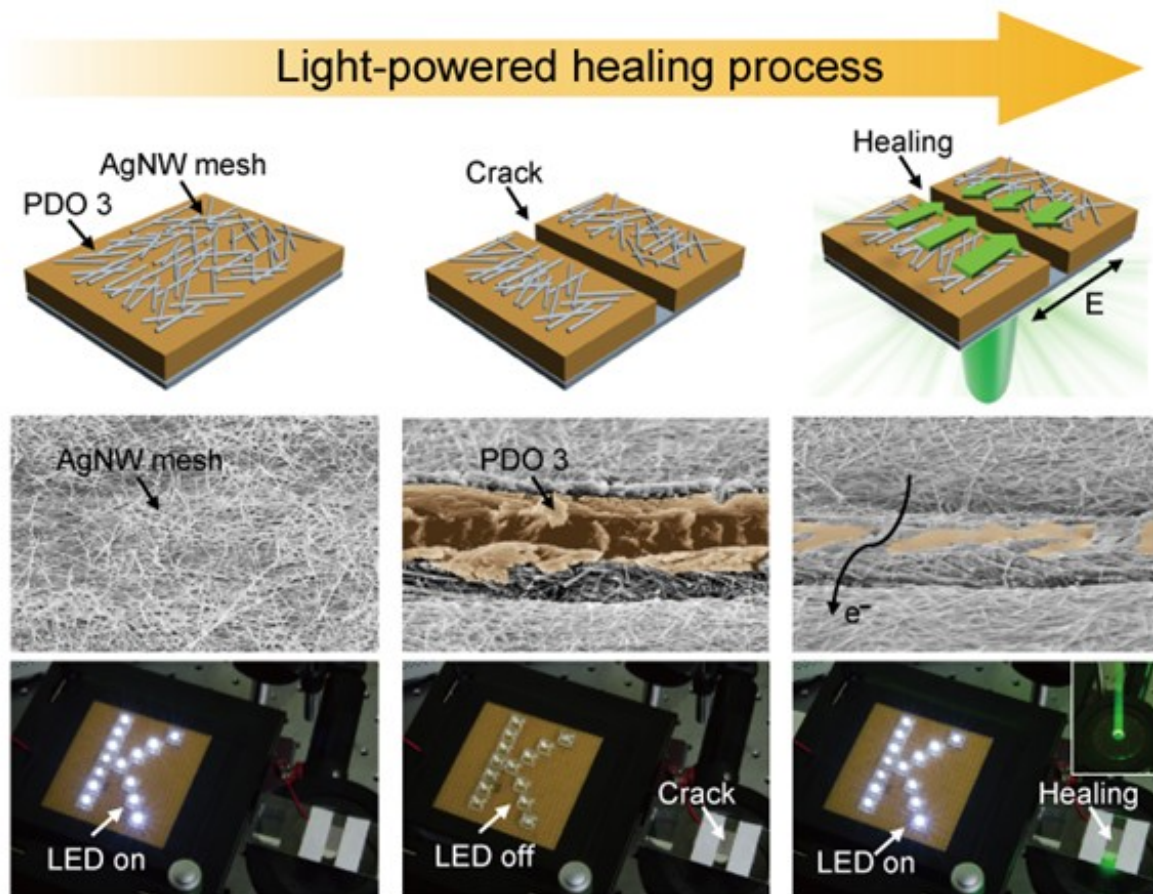 Light-powered healing process
AgNW mesh
PDO 3
Crack
Healing
E
AgNW mesh
PDO 3
e⁻
LED on
LED off
Crack
LED on
Healing